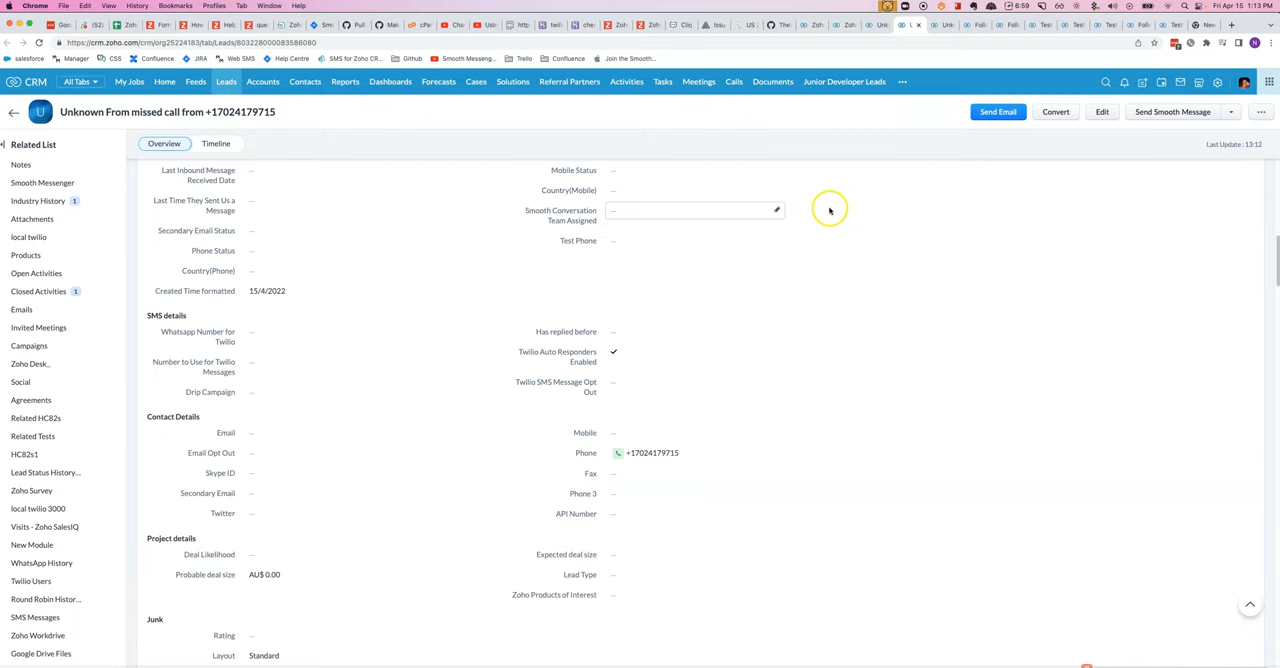 Chrome File Edit View History Bookmarks Profiles Tab Window Help 6:59 Fri Apr 15 1:13 PM
https://crm.zoho.com/crm/org25224183/tab/Leads/803228000083586080
salesforce Manager CSS Confluence JIRA Web SMS Help Centre SMS for Zoho CR... Github Smooth Messeng... Trello Confluence Join the Smooth...
CRM All Tabs My Jobs Home Feeds Leads Accounts Contacts Reports Dashboards Forecasts Cases Solutions Referral Partners Activities Tasks Meetings Calls Documents Junior Developer Leads
U Unknown From missed call from +17024179715 Send Email Convert Edit Send Smooth Message
Related List Overview Timeline Last Update : 13:12
Notes
Smooth Messenger
Industry History 1
Attachments
local twilio
Products
Open Activities
Closed Activities 1
Emails
Invited Meetings
Campaigns
Zoho Desk_
Social
Agreements
Related HC82s
Related Tests
HC82s1
Lead Status History...
Zoho Survey
local twilio 3000
Visits - Zoho SalesIQ
New Module
WhatsApp History
Twilio Users
Round Robin Histor...
SMS Messages
Zoho Workdrive
Google Drive Files
Last Inbound Message
Received Date —
Last Time They Sent Us a
Message —
Secondary Email Status —
Phone Status —
Country(Phone) —
Created Time formatted 15/4/2022
Mobile Status —
Country(Mobile) —
Smooth Conversation
Team Assigned —
Test Phone —
SMS details
Whatsapp Number for
Twilio —
Number to Use for Twilio
Messages —
Drip Campaign —
Has replied before —
Twilio Auto Responders
Enabled ✓
Twilio SMS Message Opt
Out —
Contact Details
Email —
Email Opt Out —
Skype ID —
Secondary Email —
Twitter —
Mobile —
Phone +17024179715
Fax —
Phone 3 —
API Number —
Project details
Deal Likelihood —
Probable deal size AU$ 0.00
Expected deal size —
Lead Type —
Zoho Products of Interest —
Junk
Rating —
Layout Standard